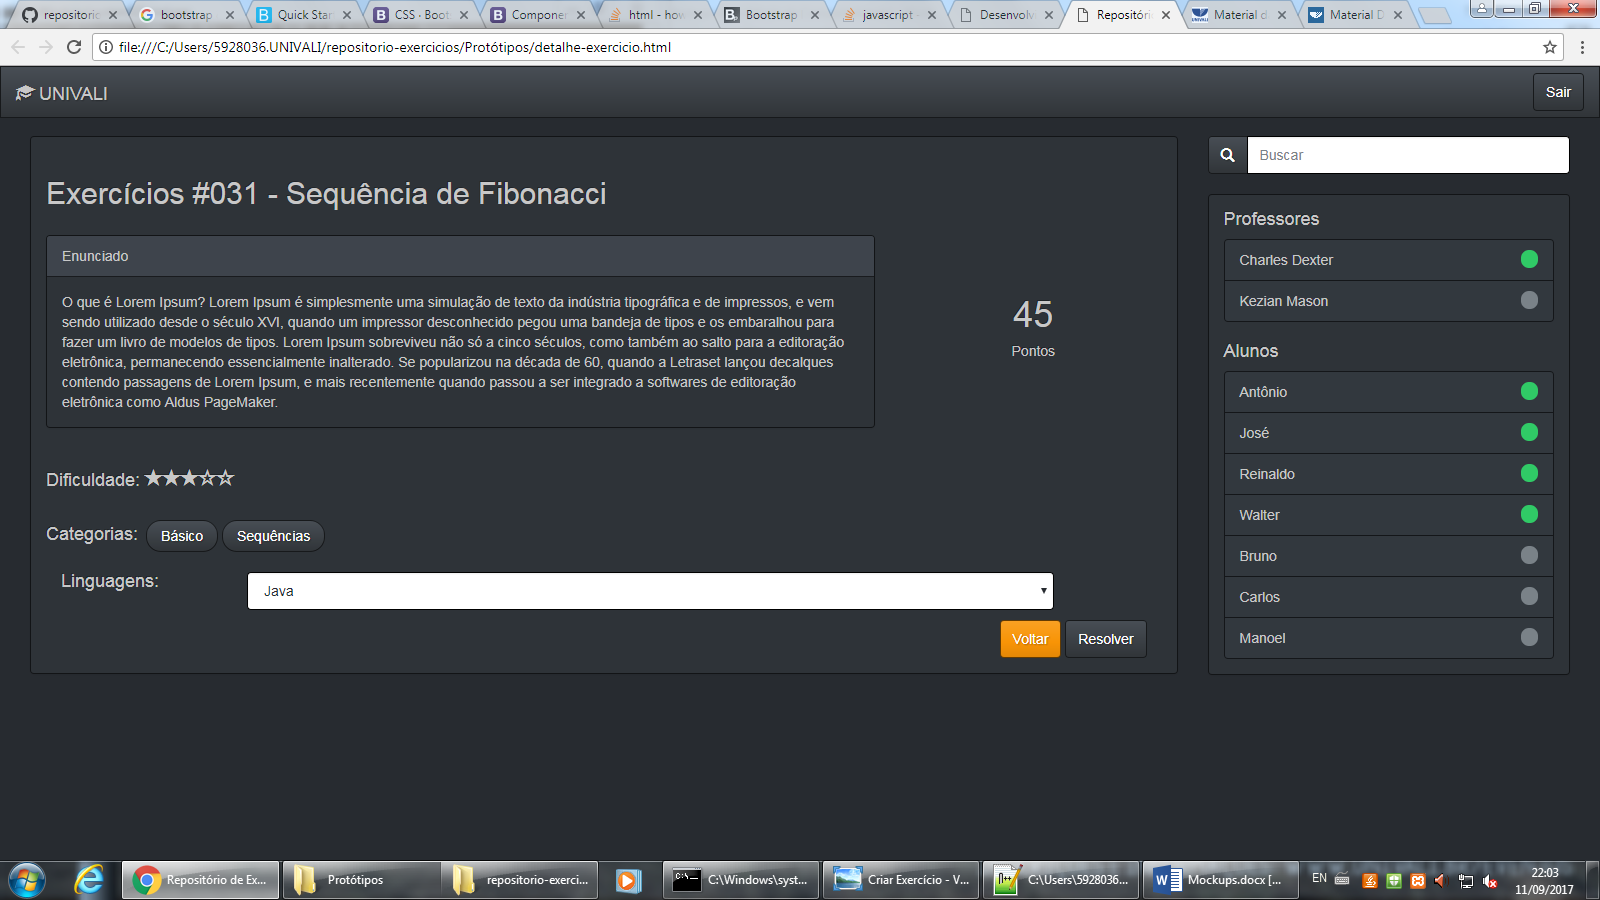 repositorio
bootstrap
Quick Star
CSS · Boot
Component
html - how
Bootstrap
javascript
Desenvolv
Repositóri
Material d
Material D
file:///C:/Users/5928036.UNIVALI/repositorio-exercicios/Protótipos/detalhe-exercicio.html
UNIVALI
Sair
Exercícios #031 - Sequência de Fibonacci
Enunciado
O que é Lorem Ipsum? Lorem Ipsum é simplesmente uma simulação de texto da indústria tipográfica e de impressos, e vem
sendo utilizado desde o século XVI, quando um impressor desconhecido pegou uma bandeja de tipos e os embaralhou para
fazer um livro de modelos de tipos. Lorem Ipsum sobreviveu não só a cinco séculos, como também ao salto para a editoração
eletrônica, permanecendo essencialmente inalterado. Se popularizou na década de 60, quando a Letraset lançou decalques
contendo passagens de Lorem Ipsum, e mais recentemente quando passou a ser integrado a softwares de editoração
eletrônica como Aldus PageMaker.
45
Pontos
Dificuldade:
Categorias: Básico Sequências
Linguagens: Java
Voltar Resolver
Buscar
Professores
Charles Dexter
Kezian Mason
Alunos
Antônio
José
Reinaldo
Walter
Bruno
Carlos
Manoel
Repositório de Ex...
Protótipos
repositorio-exerci...
C:\Windows\syst...
Criar Exercício - V...
C:\Users\5928036...
Mockups.docx [...
EN
22:03
11/09/2017